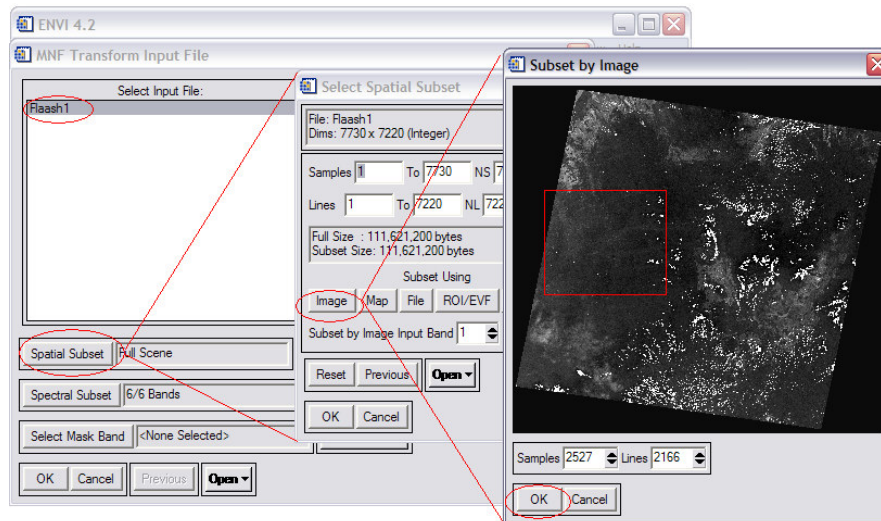 ENVI 4.2
MNF Transform Input File
Select Input File:
Flaash1
Spatial Subset Full Scene
Spectral Subset 6/6 Bands
Select Mask Band <None Selected>
OK Cancel Previous Open
Select Spatial Subset
File: Flaash1
Dims: 7730 x 7220 (Integer)
Samples 1 To 7730 NS
Lines 1 To 7220 NL
Full Size : 111,621,200 bytes
Subset Size: 111,621,200 bytes
Subset Using
Image Map File ROI/EVF
Subset by Image Input Band 1
Reset Previous Open
OK Cancel
Subset by Image
Samples 2527 Lines 2166
OK Cancel